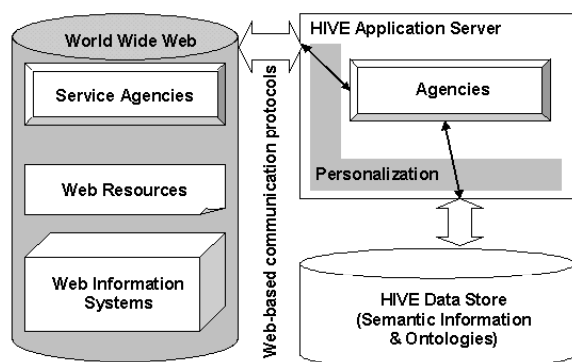 World Wide Web
Service Agencies
Web Resources
Web Information
Systems
Web-based communication protocols
HIVE Application Server
Agencies
Personalization
HIVE Data Store
(Semantic Information
& Ontologies)